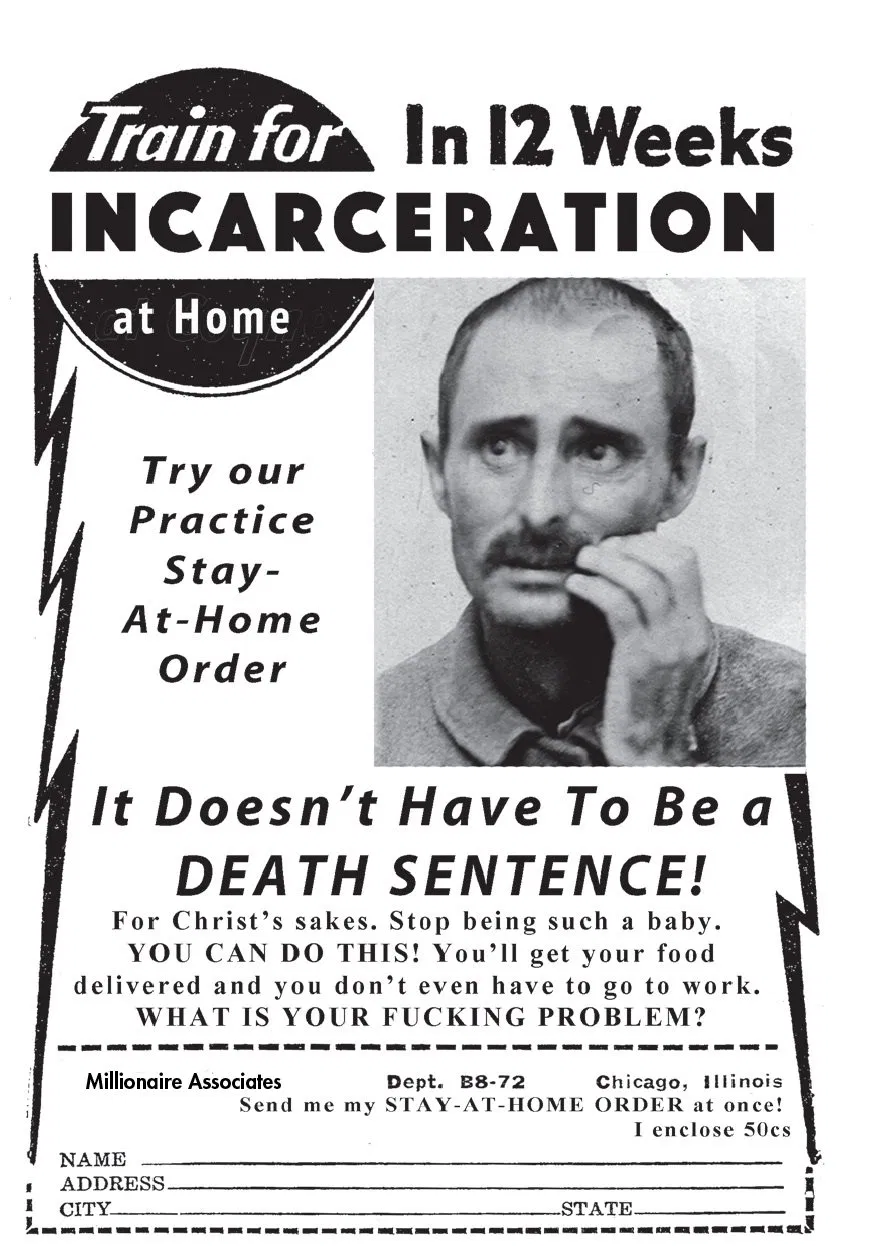 Train for In 12 Weeks
INCARCERATION
at Home
Try our
Practice
Stay-
At-Home
Order
It Doesn't Have To Be a
DEATH SENTENCE!
For Christ's sakes. Stop being such a baby.
YOU CAN DO THIS! You'll get your food
delivered and you don't even have to go to work.
WHAT IS YOUR FUCKING PROBLEM?
Millionaire Associates Dept. B8-72 Chicago, Illinois
Send me my STAY-AT-HOME ORDER at once!
I enclose 50cs
NAME
ADDRESS
CITY STATE